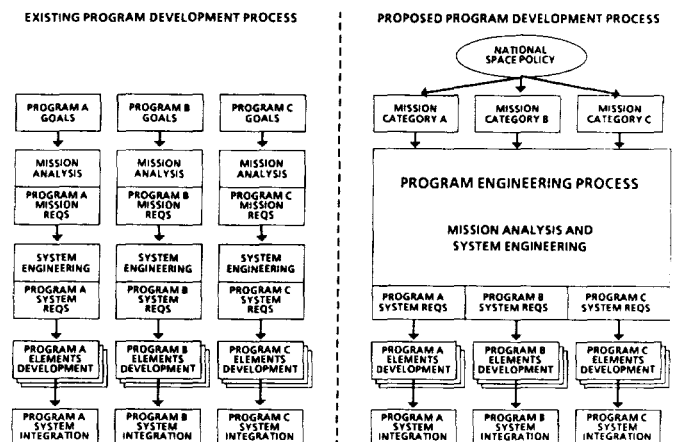 EXISTING PROGRAM DEVELOPMENT PROCESS
PROGRAM A
GOALS
PROGRAM B
GOALS
PROGRAM C
GOALS
MISSION
ANALYSIS
MISSION
ANALYSIS
MISSION
ANALYSIS
PROGRAM A
MISSION
REQS
PROGRAM B
MISSION
REQS
PROGRAM C
MISSION
REQS
SYSTEM
ENGINEERING
SYSTEM
ENGINEERING
SYSTEM
ENGINEERING
PROGRAM A
SYSTEM
REQS
PROGRAM B
SYSTEM
REQS
PROGRAM C
SYSTEM
REQS
PROGRAM A
ELEMENTS
DEVELOPMENT
PROGRAM B
ELEMENTS
DEVELOPMENT
PROGRAM C
ELEMENTS
DEVELOPMENT
PROGRAM A
SYSTEM
INTEGRATION
PROGRAM B
SYSTEM
INTEGRATION
PROGRAM C
SYSTEM
INTEGRATION
PROPOSED PROGRAM DEVELOPMENT PROCESS
NATIONAL
SPACE POLICY
MISSION
CATEGORY A
MISSION
CATEGORY B
MISSION
CATEGORY C
PROGRAM ENGINEERING PROCESS
MISSION ANALYSIS AND
SYSTEM ENGINEERING
PROGRAM A
SYSTEM REQS
PROGRAM B
SYSTEM REQS
PROGRAM C
SYSTEM REQS
PROGRAM A
ELEMENTS
DEVELOPMENT
PROGRAM B
ELEMENTS
DEVELOPMENT
PROGRAM C
ELEMENTS
DEVELOPMENT
PROGRAM A
SYSTEM
INTEGRATION
PROGRAM B
SYSTEM
INTEGRATION
PROGRAM C
SYSTEM
INTEGRATION